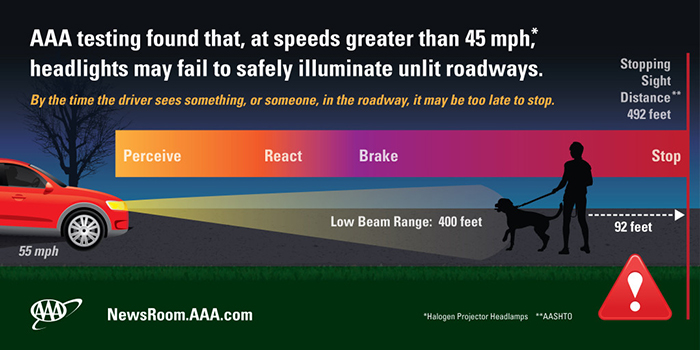 AAA testing found that, at speeds greater than 45 mph,*
headlights may fail to safely illuminate unlit roadways.
By the time the driver sees something, or someone, in the roadway, it may be too late to stop.
Stopping
Sight
Distance**
492 feet
Perceive React Brake Stop
Low Beam Range: 400 feet
92 feet
55 mph
!
AAA
NewsRoom.AAA.com
*Halogen Projector Headlamps **AASHTO